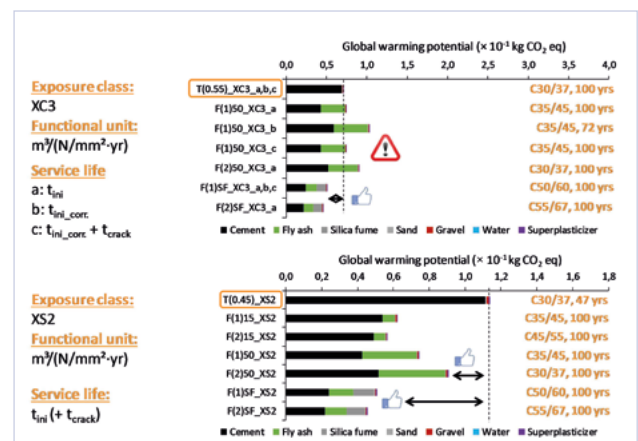 Global warming potential (× 10⁻¹ kg CO₂ eq)
0,0 0,5 1,0 1,5 2,0 2,5 3,0 3,5 4,0
Exposure class:
XC3
Functional unit:
m³/(N/mm²·yr)
Service life
a: t_ini
b: t_ini_corr.
c: t_ini_corr. + t_crack
T(0.55)_XC3_a,b,c C30/37, 100 yrs
F(1)50_XC3_a C35/45, 100 yrs
F(1)50_XC3_b C35/45, 72 yrs
F(1)50_XC3_c C35/45, 100 yrs
F(2)50_XC3_a C30/37, 100 yrs
F(1)SF_XC3_a,b,c C50/60, 100 yrs
F(2)SF_XC3_a C55/67, 100 yrs
Cement Fly ash Silica fume Sand Gravel Water Superplasticizer
Global warming potential (× 10⁻¹ kg CO₂ eq)
0,0 0,2 0,4 0,6 0,8 1,0 1,2 1,4 1,6 1,8
Exposure class:
XS2
Functional unit:
m³/(N/mm²·yr)
Service life:
t_ini (+ t_crack)
T(0.45)_XS2 C30/37, 47 yrs
F(1)15_XS2 C35/45, 100 yrs
F(2)15_XS2 C45/55, 100 yrs
F(1)50_XS2 C35/45, 100 yrs
F(2)50_XS2 C30/37, 100 yrs
F(1)SF_XS2 C50/60, 100 yrs
F(2)SF_XS2 C55/67, 100 yrs
Cement Fly ash Silica fume Sand Gravel Water Superplasticizer